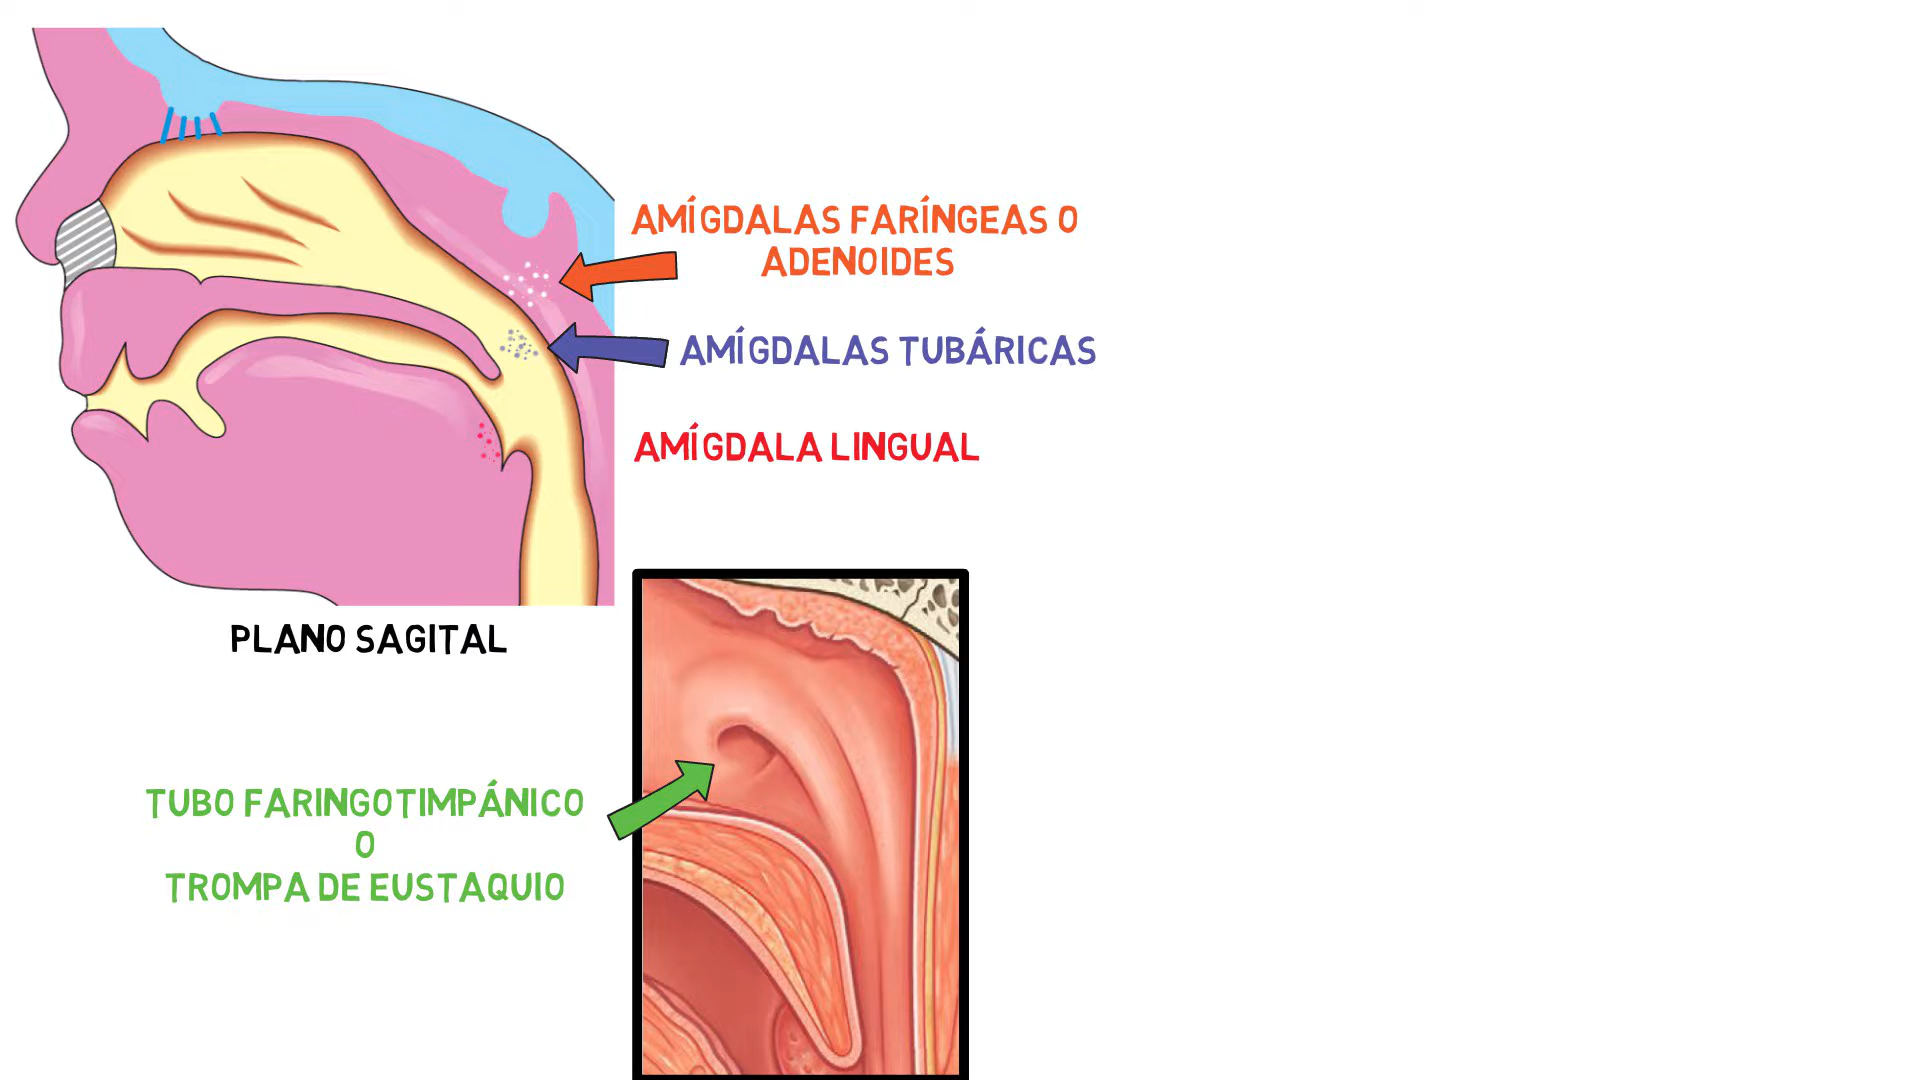 AMÍGDALAS FARÍNGEAS O
ADENOIDES
AMÍGDALAS TUBÁRICAS
AMÍGDALA LINGUAL
PLANO SAGITAL
TUBO FARINGOTIMPÁNICO
O
TROMPA DE EUSTAQUIO